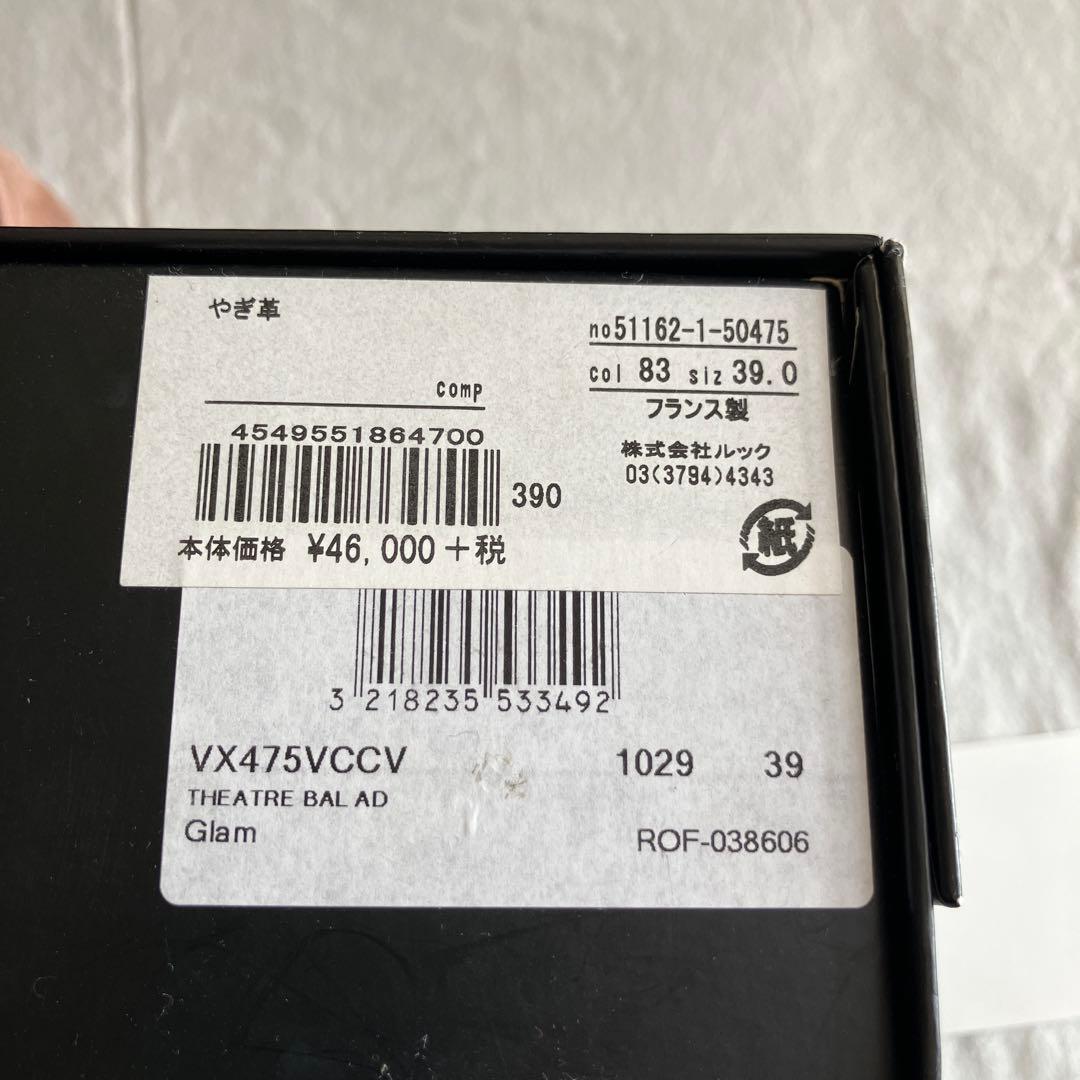 やぎ革
comp
4549551864700
390
本体価格 ¥46,000+税
no51162-1-50475
col 83 siz 39.0
フランス製
株式会社ルック
03(3794)4343
紙
3 218235 533492
VX475VCCV 1029 39
THEATRE BAL AD
Glam ROF-038606